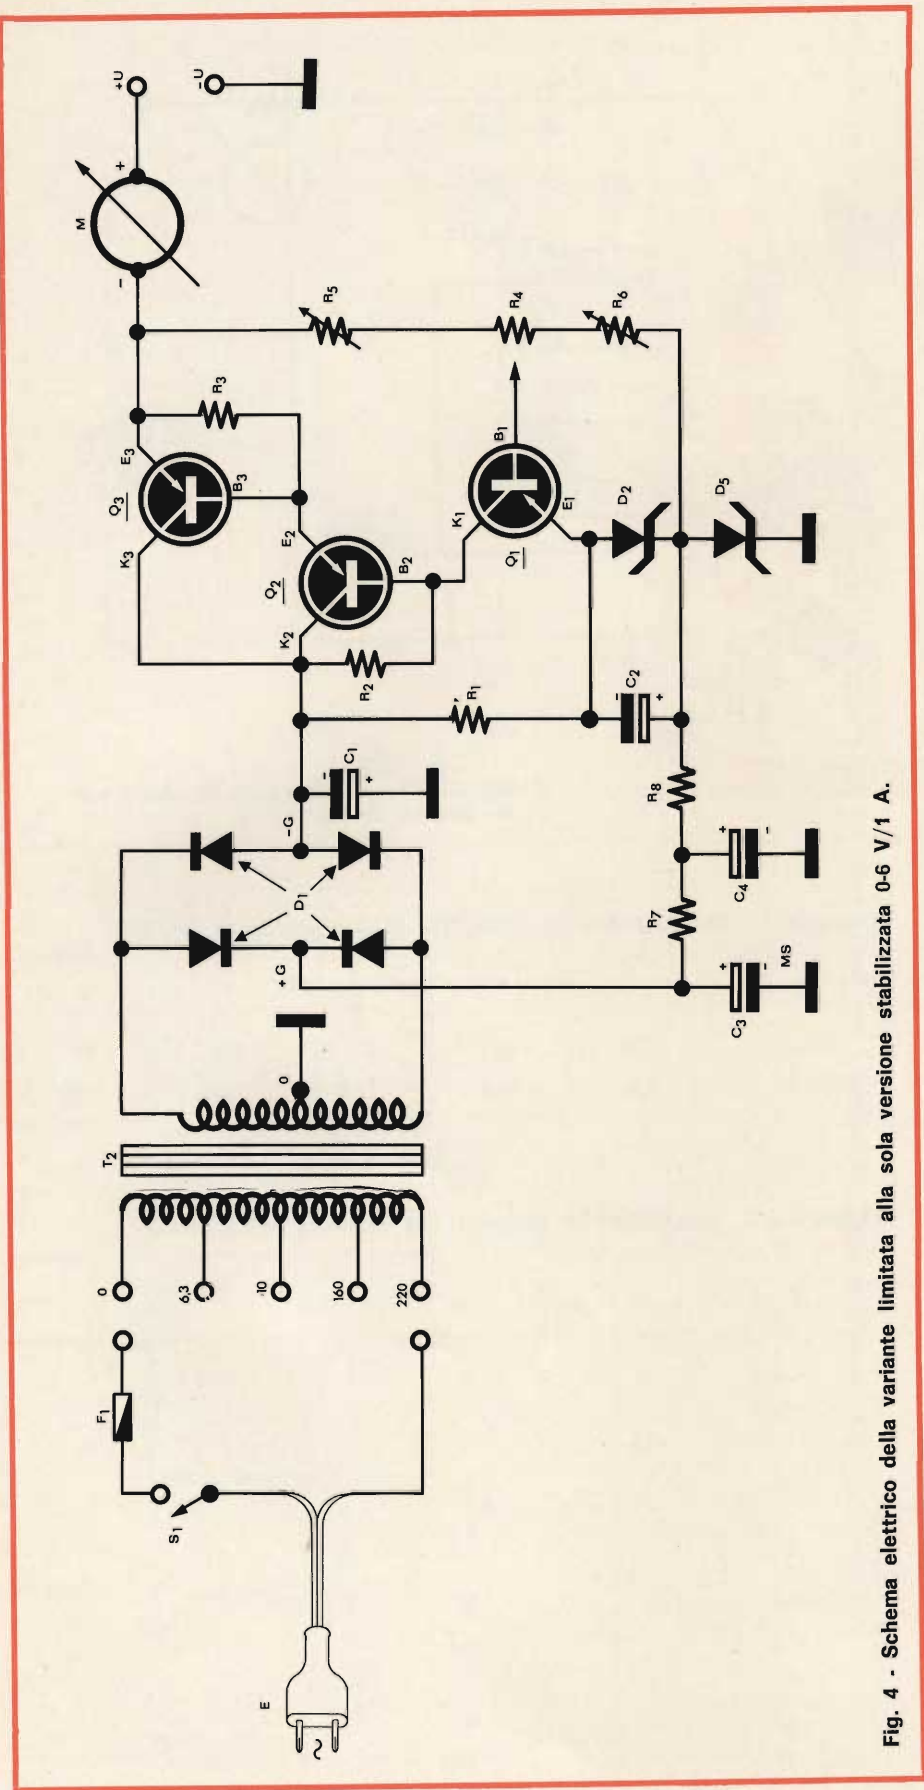 E
S1
F1
0
6,3
10
160
220
T2
0
+ G
D1
-G
- C1 +
R1
R2
K2
Q2
E2
B2
K3
Q3
E3
B3
R3
K1
Q1
B1
E1
R5
R4
R6
M
-
+
+U
-U
D2
D5
- C2 +
R8
R7
+ C4 -
+ C3 -
MS
Fig. 4 - Schema elettrico della variante limitata alla sola versione stabilizzata 0-6 V/1 A.